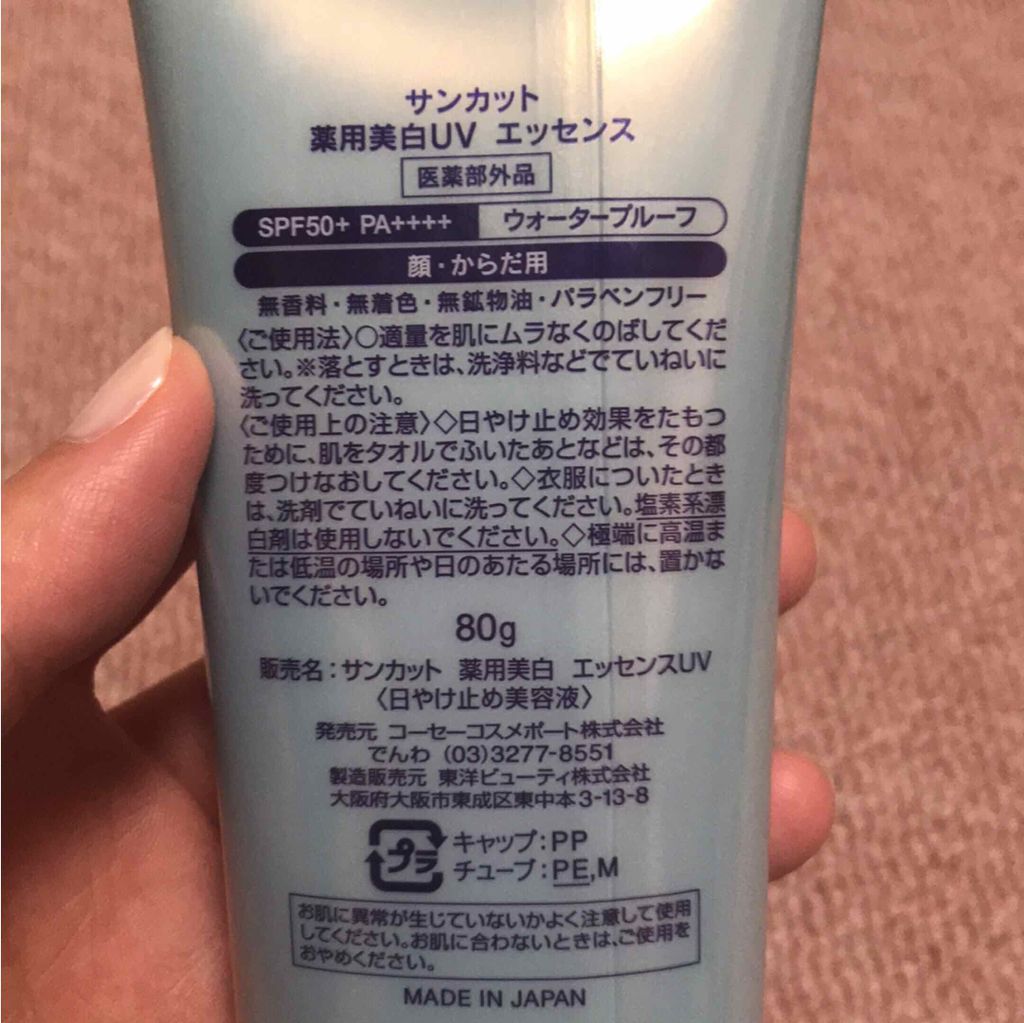 サンカット
薬用美白UV エッセンス
医薬部外品
SPF50+ PA++++ ウォータープルーフ
顔・からだ用
無香料・無着色・無鉱物油・パラベンフリー
〈ご使用法〉○適量を肌にムラなくのばしてくだ
さい。※落とすときは、洗浄料などでていねいに
洗ってください。
〈ご使用上の注意〉◇日やけ止め効果をたもつ
ために、肌をタオルでふいたあとなどは、その都
度つけなおしてください。◇衣服についたとき
は、洗剤でていねいに洗ってください。塩素系漂
白剤は使用しないでください。◇極端に高温ま
たは低温の場所や日のあたる場所には、置かな
いでください。
80g
販売名:サンカット 薬用美白 エッセンスUV
〈日やけ止め美容液〉
発売元 コーセーコスメポート株式会社
でんわ (03)3277-8551
製造販売元 東洋ビューティ株式会社
大阪府大阪市東成区東中本3-13-8
プラ
キャップ:PP
チューブ:PE,M
お肌に異常が生じていないかよく注意して使用
してください。お肌に合わないときは、ご使用を
おやめください。
MADE IN JAPAN